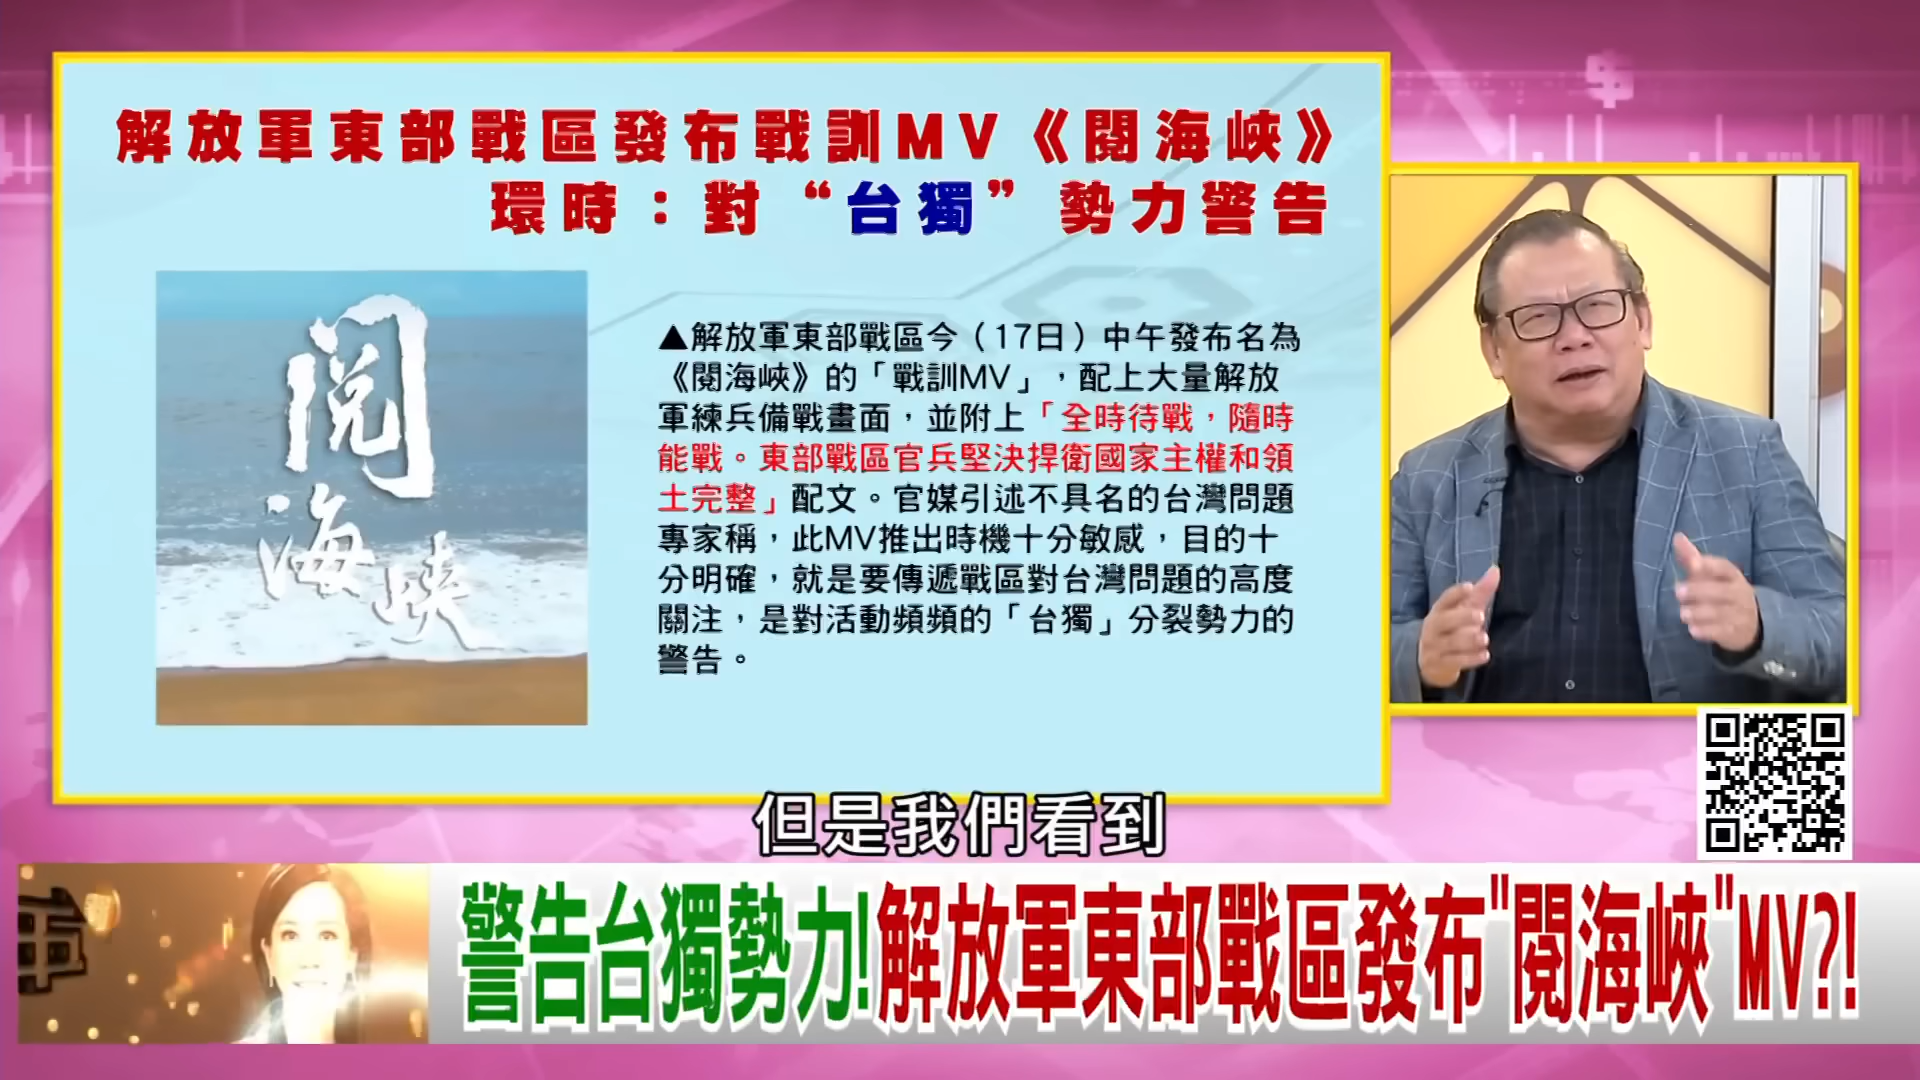 解放軍東部戰區發布戰訓MV《閱海峽》
環時：對“台獨”勢力警告
閱
海峽
▲解放軍東部戰區今（17日）中午發布名為
《閱海峽》的「戰訓MV」，配上大量解放
軍練兵備戰畫面，並附上「全時待戰，隨時
能戰。東部戰區官兵堅決捍衛國家主權和領
土完整」配文。官媒引述不具名的台灣問題
專家稱，此MV推出時機十分敏感，目的十
分明確，就是要傳遞戰區對台灣問題的高度
關注，是對活動頻頻的「台獨」分裂勢力的
警告。
但是我們看到
警告台獨勢力!解放軍東部戰區發布"閱海峽"MV?!